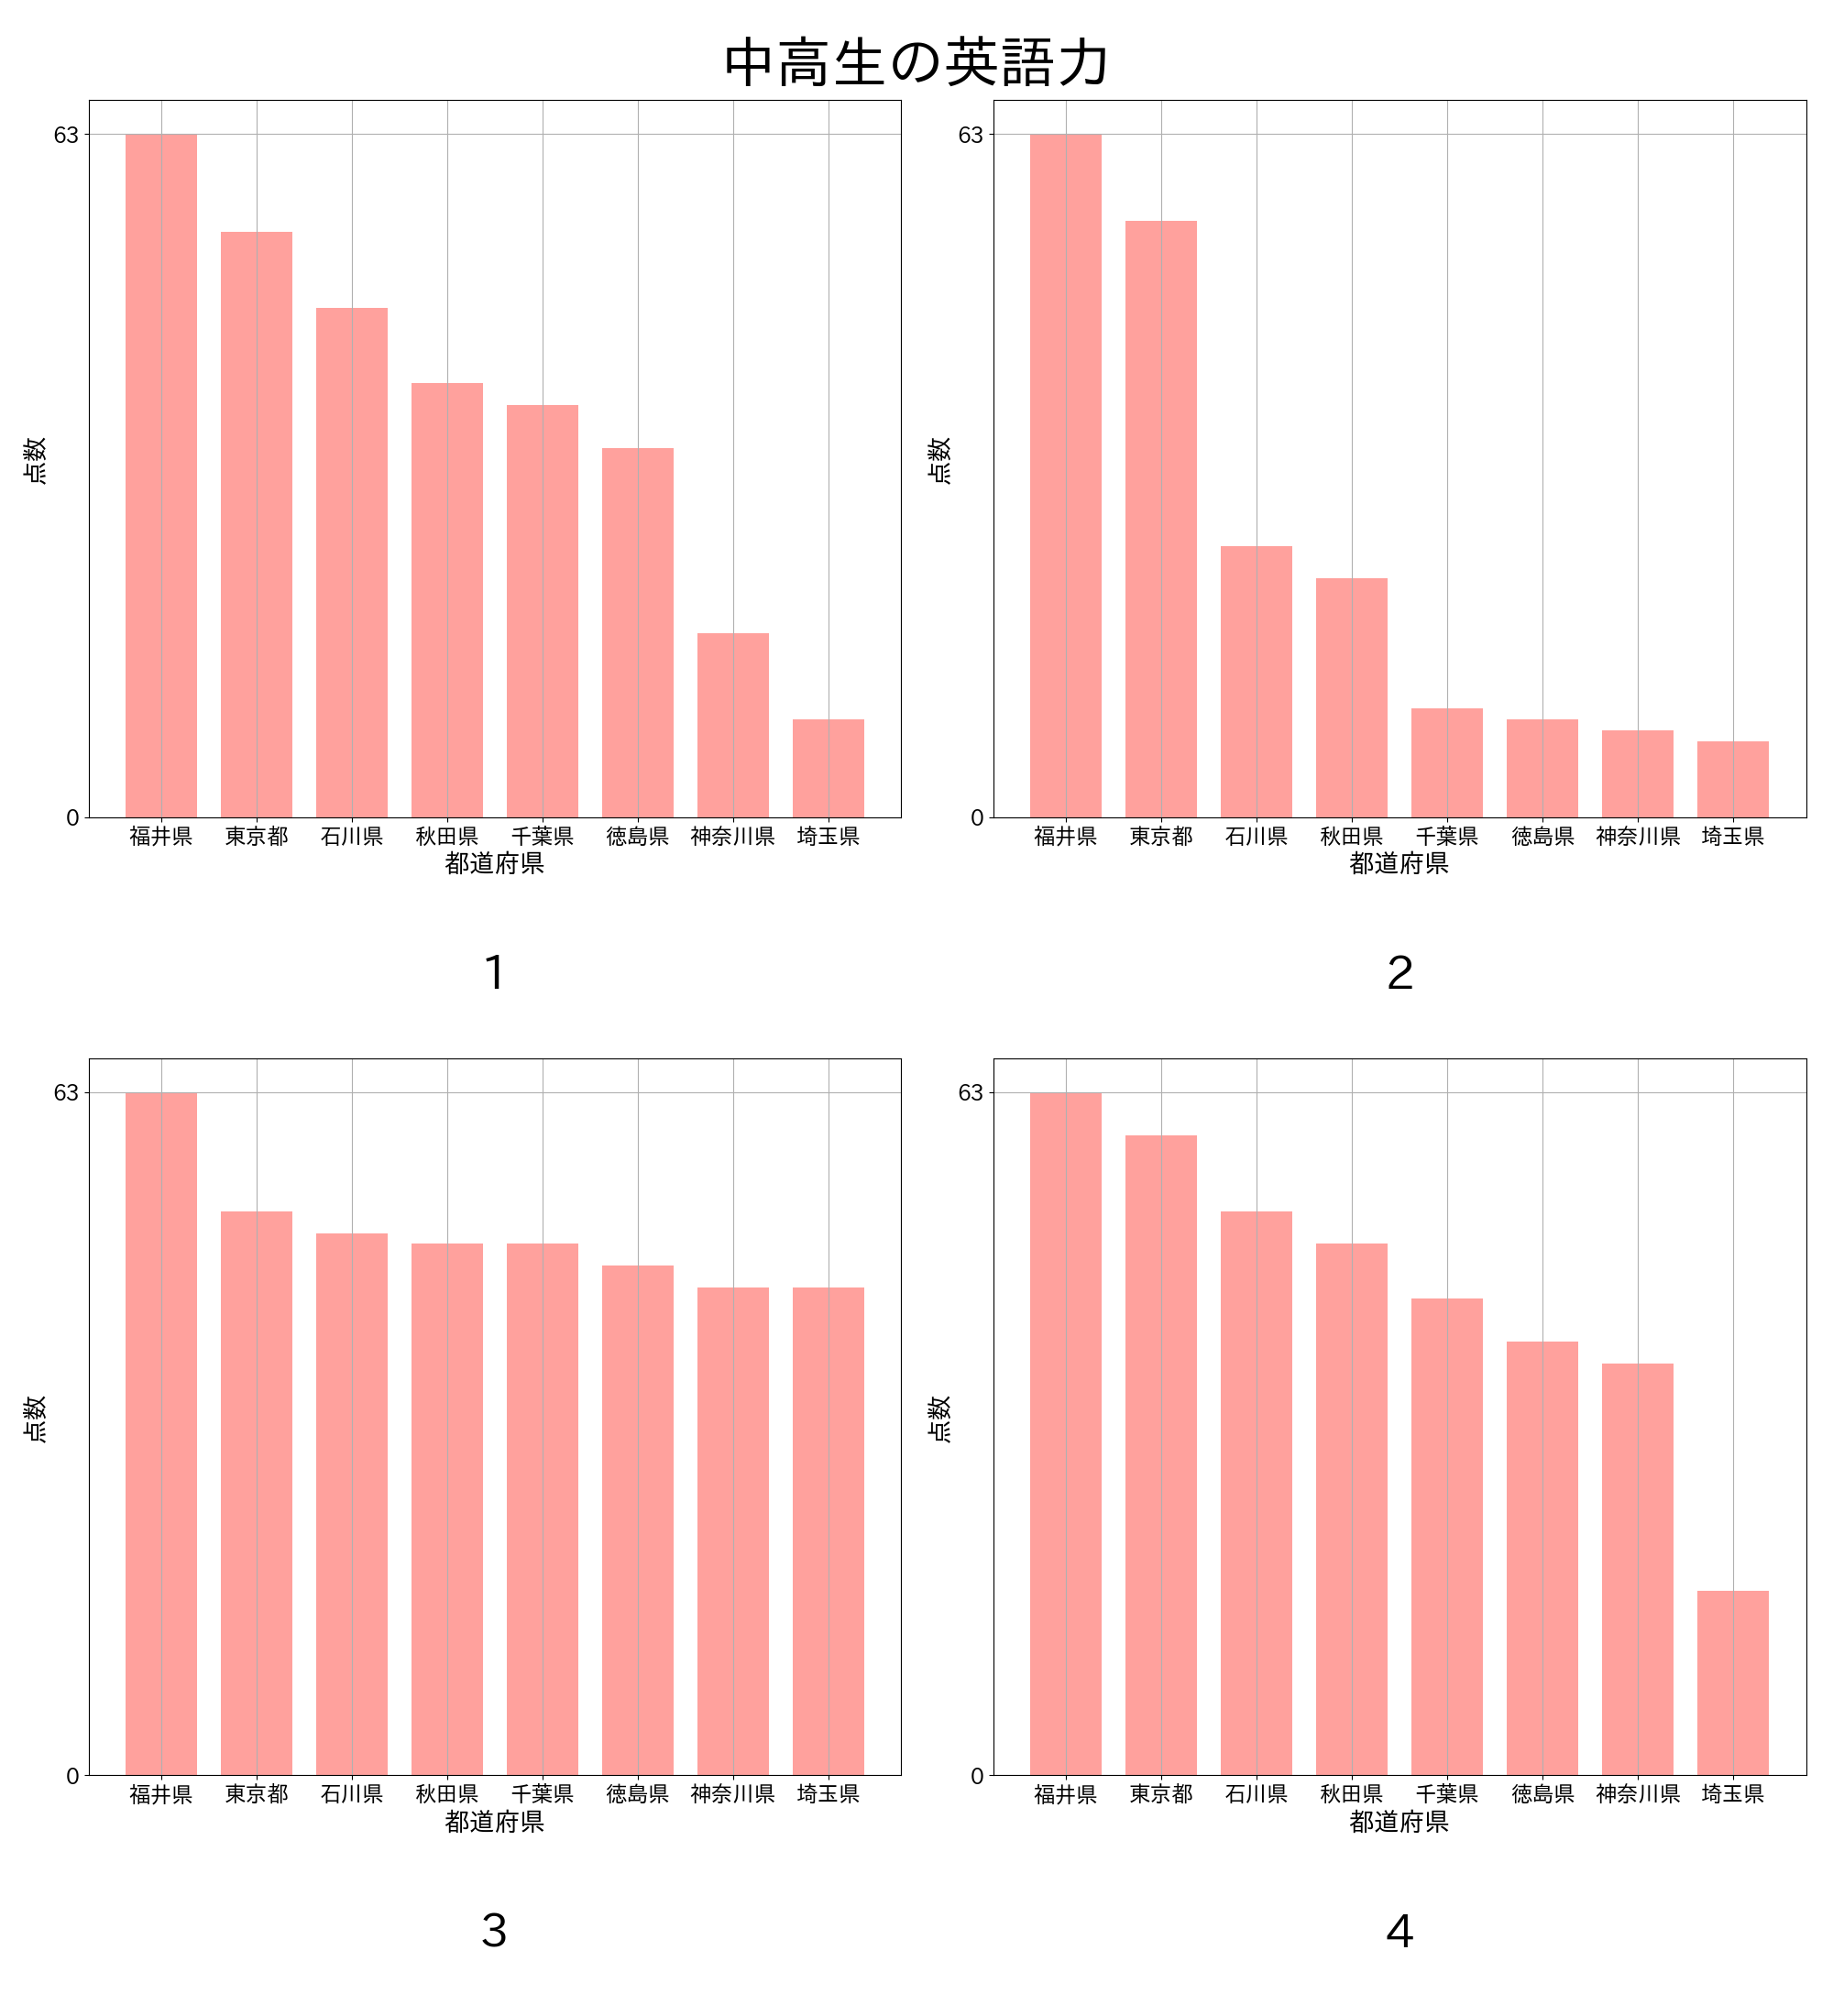 中高生の英語力
63
0
点数
福井県 東京都 石川県 秋田県 千葉県 徳島県 神奈川県 埼玉県
都道府県
1
63
0
点数
福井県 東京都 石川県 秋田県 千葉県 徳島県 神奈川県 埼玉県
都道府県
2
63
0
点数
福井県 東京都 石川県 秋田県 千葉県 徳島県 神奈川県 埼玉県
都道府県
3
63
0
点数
福井県 東京都 石川県 秋田県 千葉県 徳島県 神奈川県 埼玉県
都道府県
4